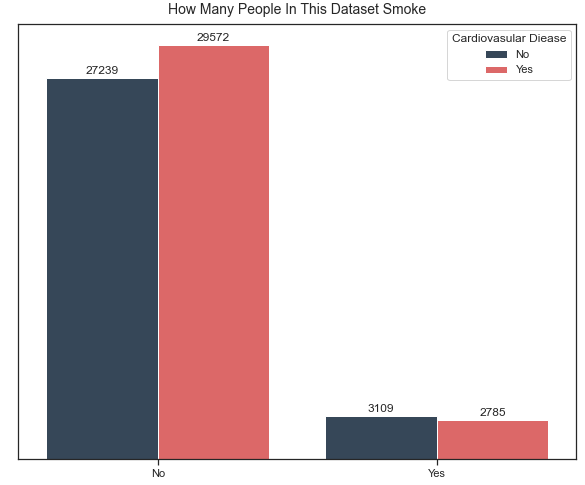 How Many People In This Dataset Smoke
Cardiovasular Diease
No
Yes
27239
29572
3109
2785
No
Yes